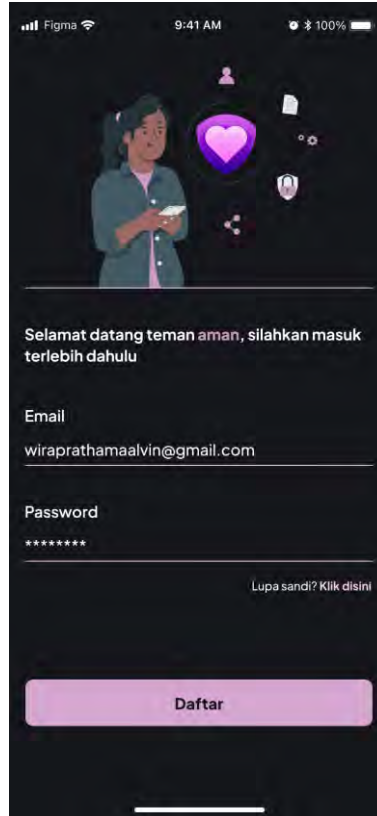 Figma 9:41 AM 100%
Selamat datang teman aman, silahkan masuk
terlebih dahulu
Email
wiraprathamaalvin@gmail.com
Password
********
Lupa sandi? Klik disini
Daftar